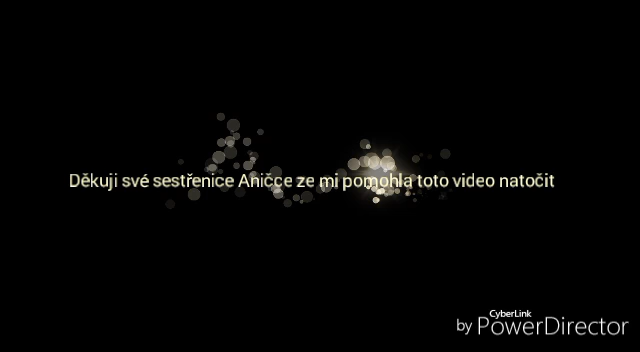 Děkuji své sestřenice Aničce ze mi pomohla toto video natočit
CyberLink
by PowerDirector